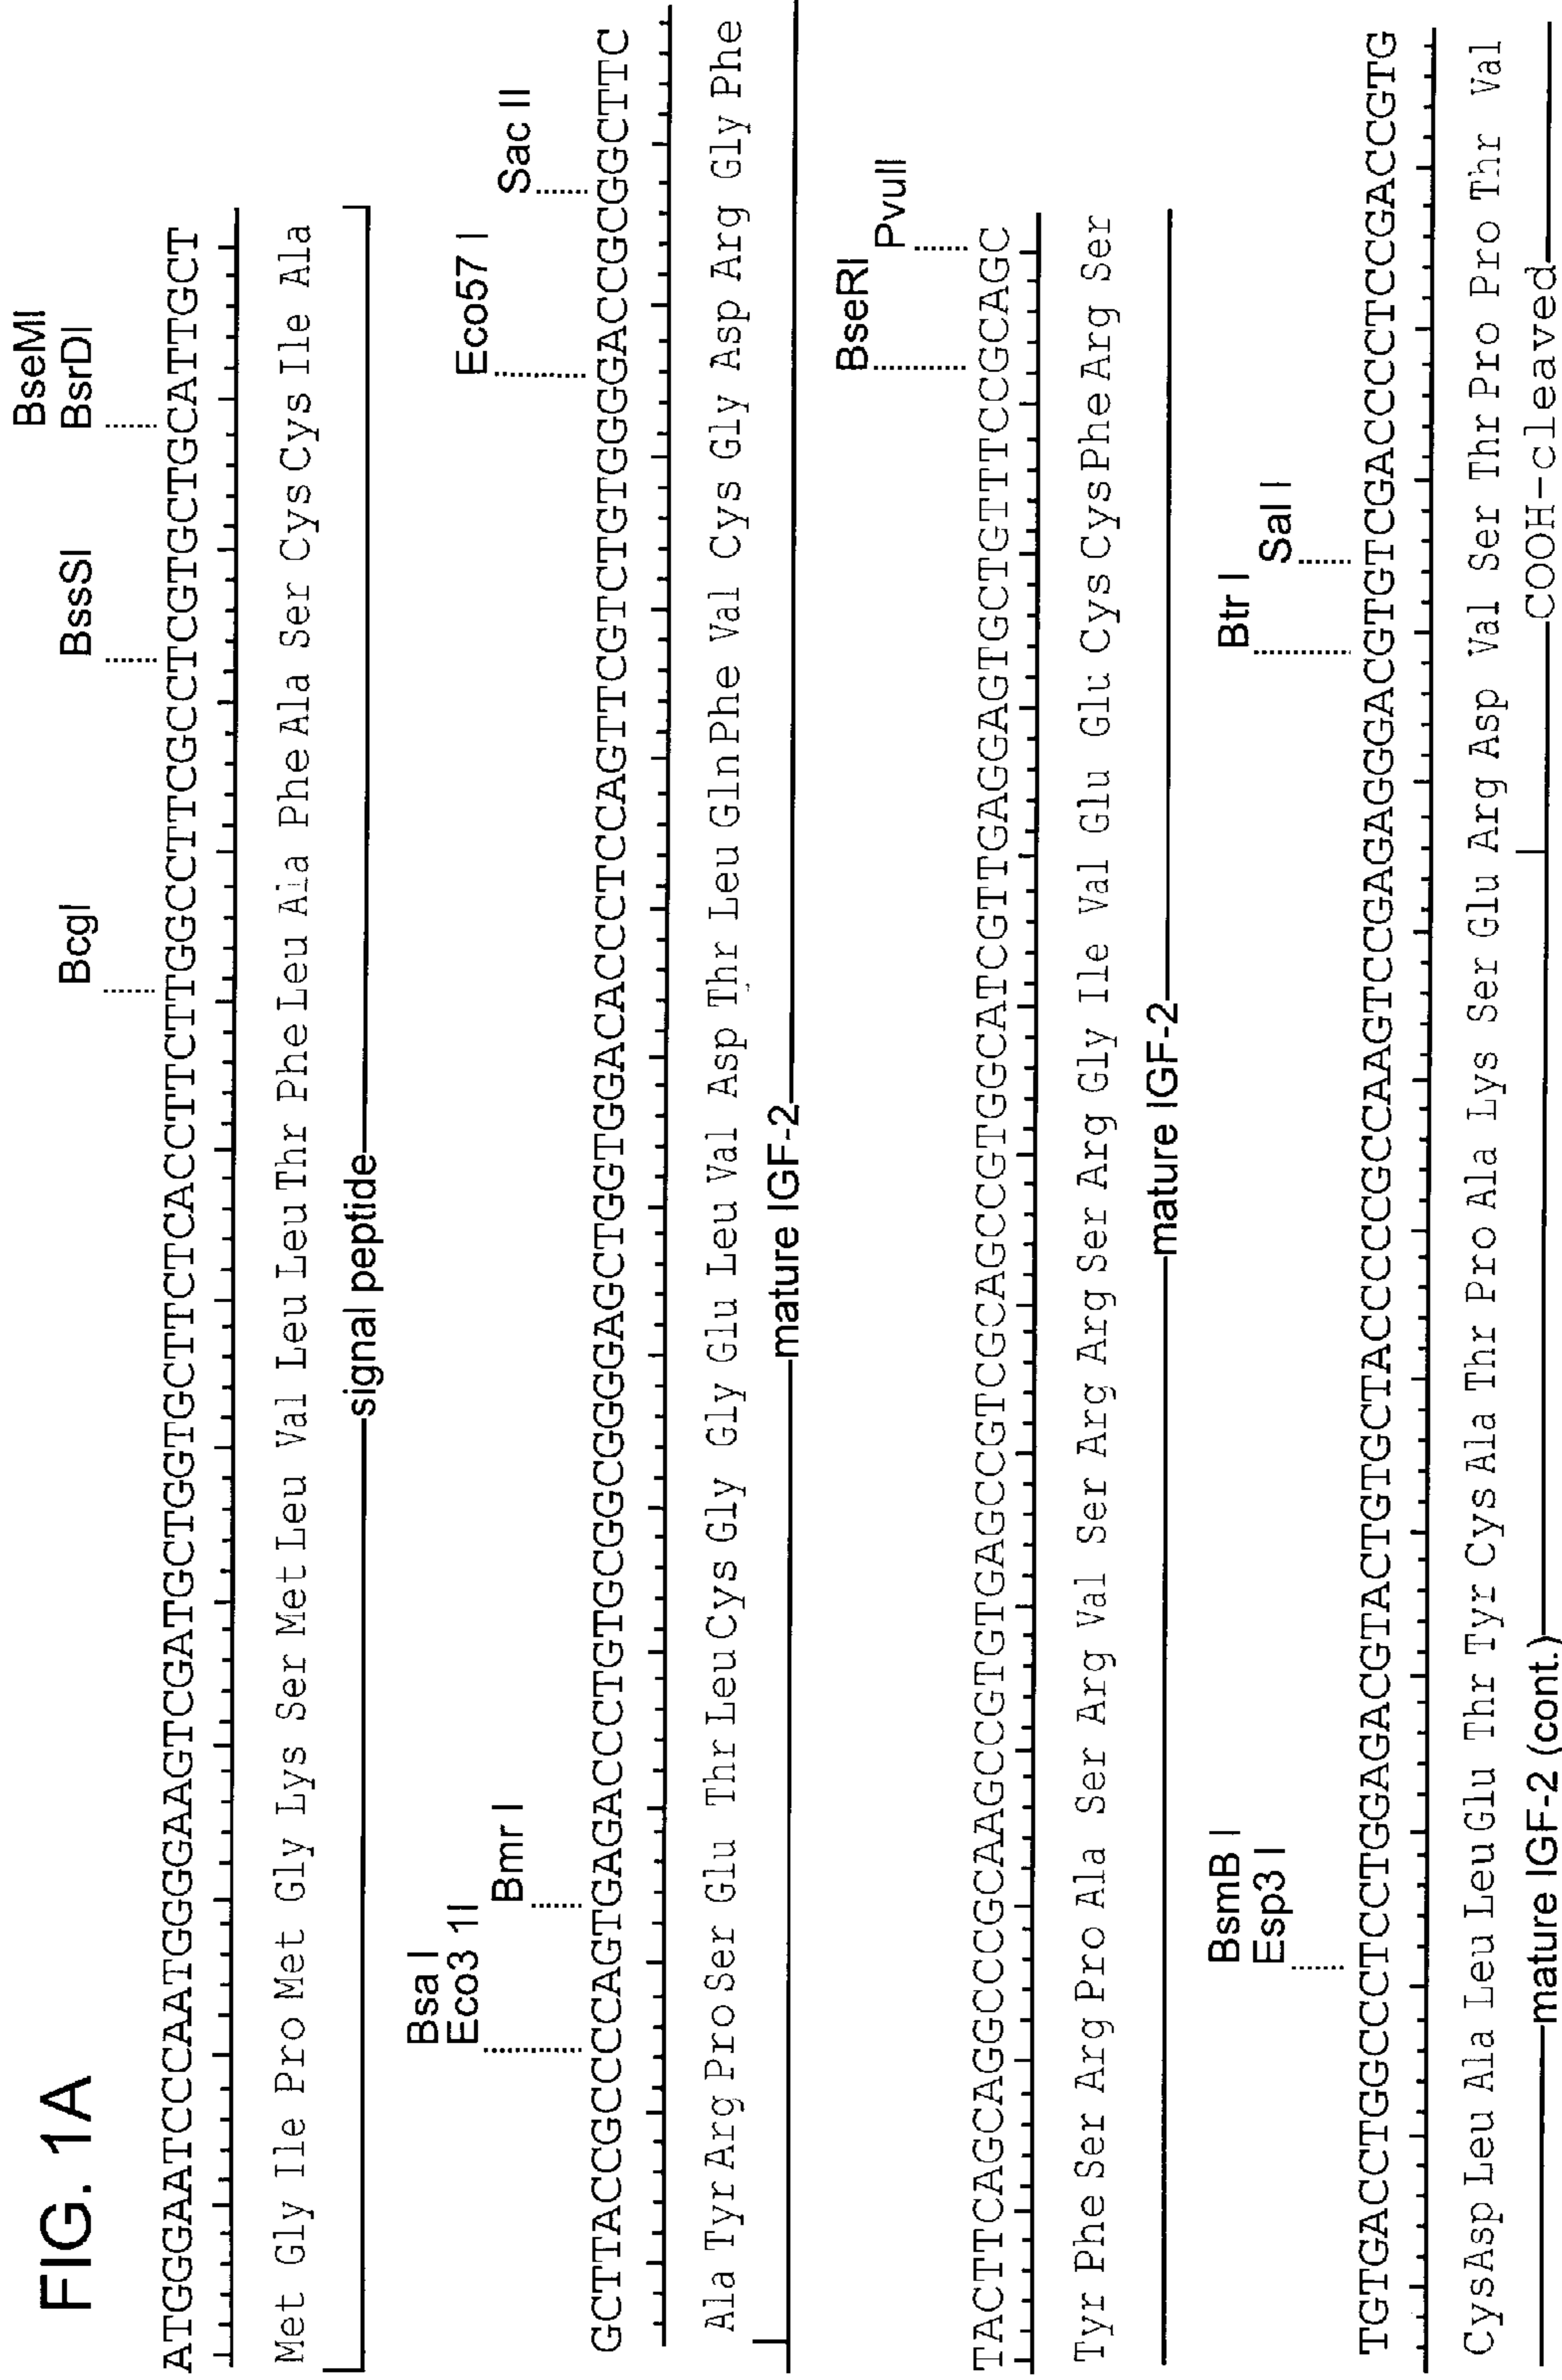 FIG. 1A
BcgI
BssSI
BseMI
BsrDI
ATGGGAATCCCAATGGGGAAGTCGATGCTGGTGCTTCTCACCTTCTTGGCCTTCGCCTCGTGCTGCATTGCT
Met Gly Ile Pro Met Gly Lys Ser Met Leu Val Leu Leu Thr Phe Leu Ala Phe Ala Ser Cys Cys Ile Ala
signal peptide
Bsa I
Eco3 1I
Bmr I
Eco57 I
Sac II
GCTTACCGCCCCAGTGAGACCCTGTGCGGCGGGGAGCTGGTGGACACCCTCCAGTTCGTCTGTGGGGACCGCGGCTTC
Ala Tyr Arg Pro Ser Glu Thr Leu Cys Gly Gly Glu Leu Val Asp Thr Leu Gln Phe Val Cys Gly Asp Arg Gly Phe
mature IGF-2
BseRI
PvuII
TACTTCAGCAGGCCCGCAAGCCGTGTGAGCCGTCGCAGCCGTGGCATCGTTGAGGAGTGCTGTTTCCGCAGC
Tyr Phe Ser Arg Pro Ala Ser Arg Val Ser Arg Arg Ser Arg Gly Ile Val Glu Glu Cys Cys Phe Arg Ser
mature IGF-2
BsmB I
Esp3 I
Btr I
Sal I
TGTGACCTGGCCCTCCTGGAGACGTACTGTGCTACCCCCGCCAAGTCCGAGAGGGACGTGTCGACCCCTCCGACCGTG
Cys Asp Leu Ala Leu Leu Glu Thr Tyr Cys Ala Thr Pro Ala Lys Ser Glu Arg Asp Val Ser Thr Pro Pro Thr Val
mature IGF-2 (cont.)
COOH-cleaved